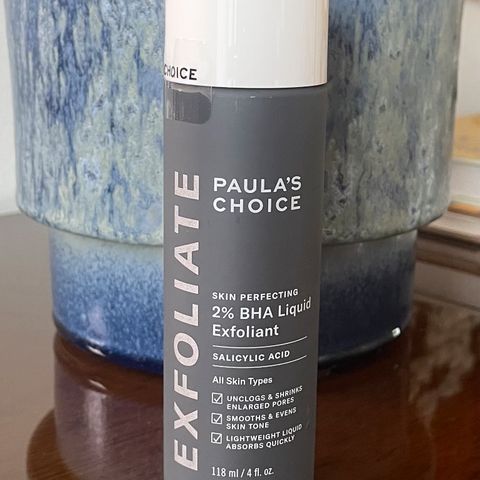 CHOICE
EXFOLIATE
PAULA'S
CHOICE
SKIN PERFECTING
2% BHA Liquid
Exfoliant
SALICYLIC ACID
All Skin Types
UNCLOGS & SHRINKS
ENLARGED PORES
SMOOTHS & EVENS
SKIN TONE
LIGHTWEIGHT LIQUID
ABSORBS QUICKLY
118 ml / 4 fl. oz.